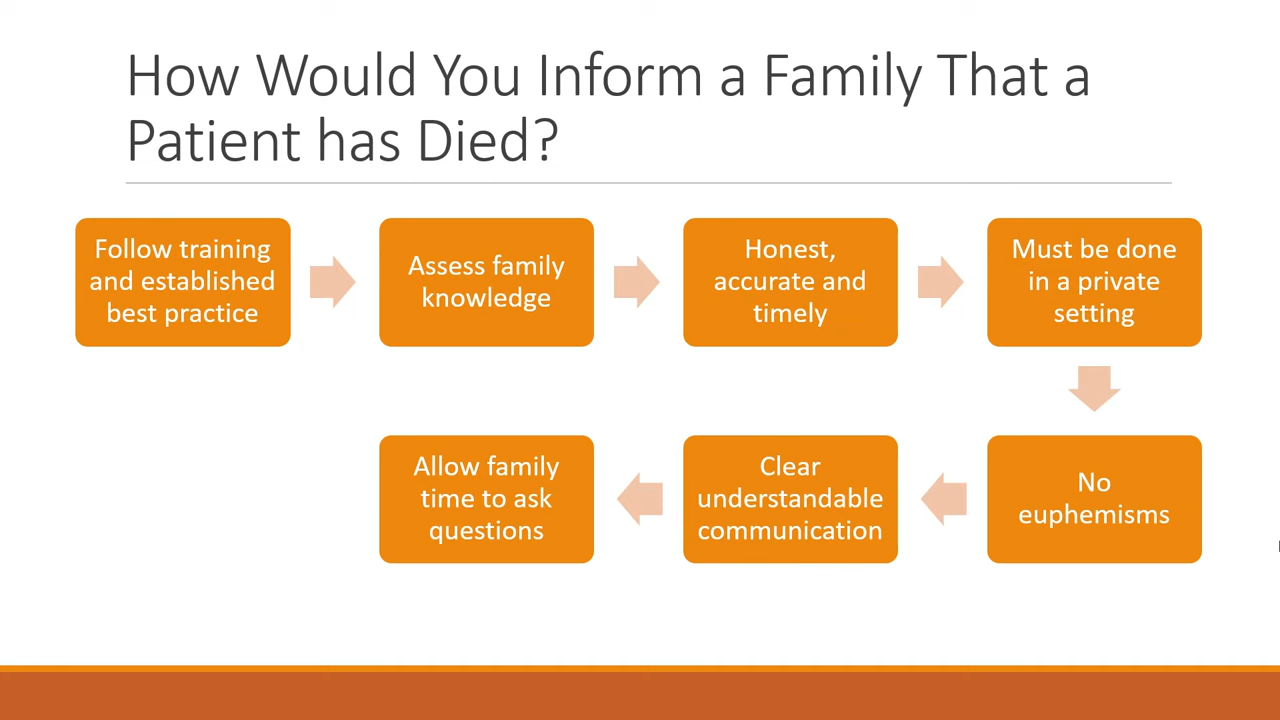 How Would You Inform a Family That a
Patient has Died?
Follow training
and established
best practice
Assess family
knowledge
Honest,
accurate and
timely
Must be done
in a private
setting
No
euphemisms
Clear
understandable
communication
Allow family
time to ask
questions